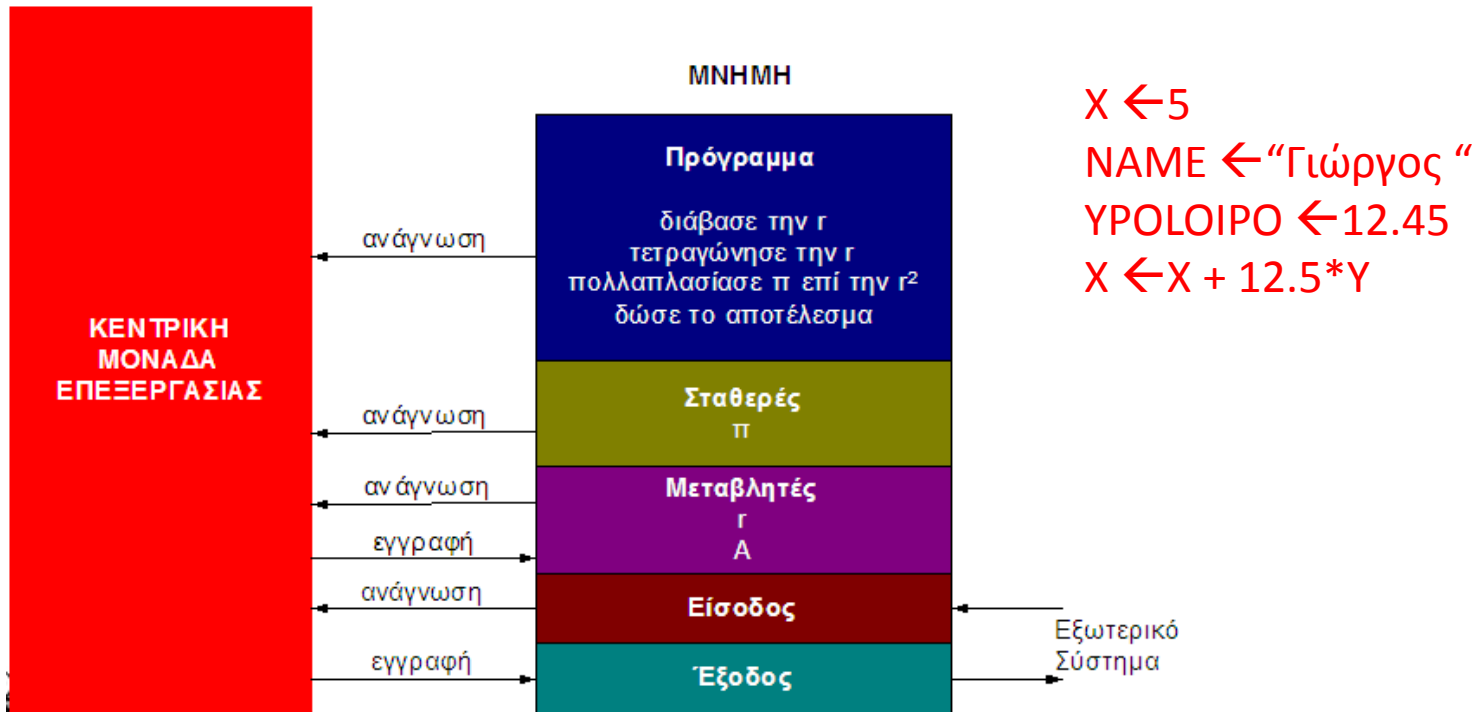 ΚΕΝΤΡΙΚΗ
ΜΟΝΑΔΑ
ΕΠΕΞΕΡΓΑΣΙΑΣ
ανάγνωση
ανάγνωση
ανάγνωση
εγγραφή
ανάγνωση
εγγραφή
ΜΝΗΜΗ
Πρόγραμμα
διάβασε την r
τετραγώνησε την r
πολλαπλασίασε π επί την r²
δώσε το αποτέλεσμα
Σταθερές
π
Μεταβλητές
r
A
Είσοδος
Έξοδος
Εξωτερικό
Σύστημα
X ←5
NAME ←“Γιώργος “
YPOLOIPO ←12.45
X ←X + 12.5*Y